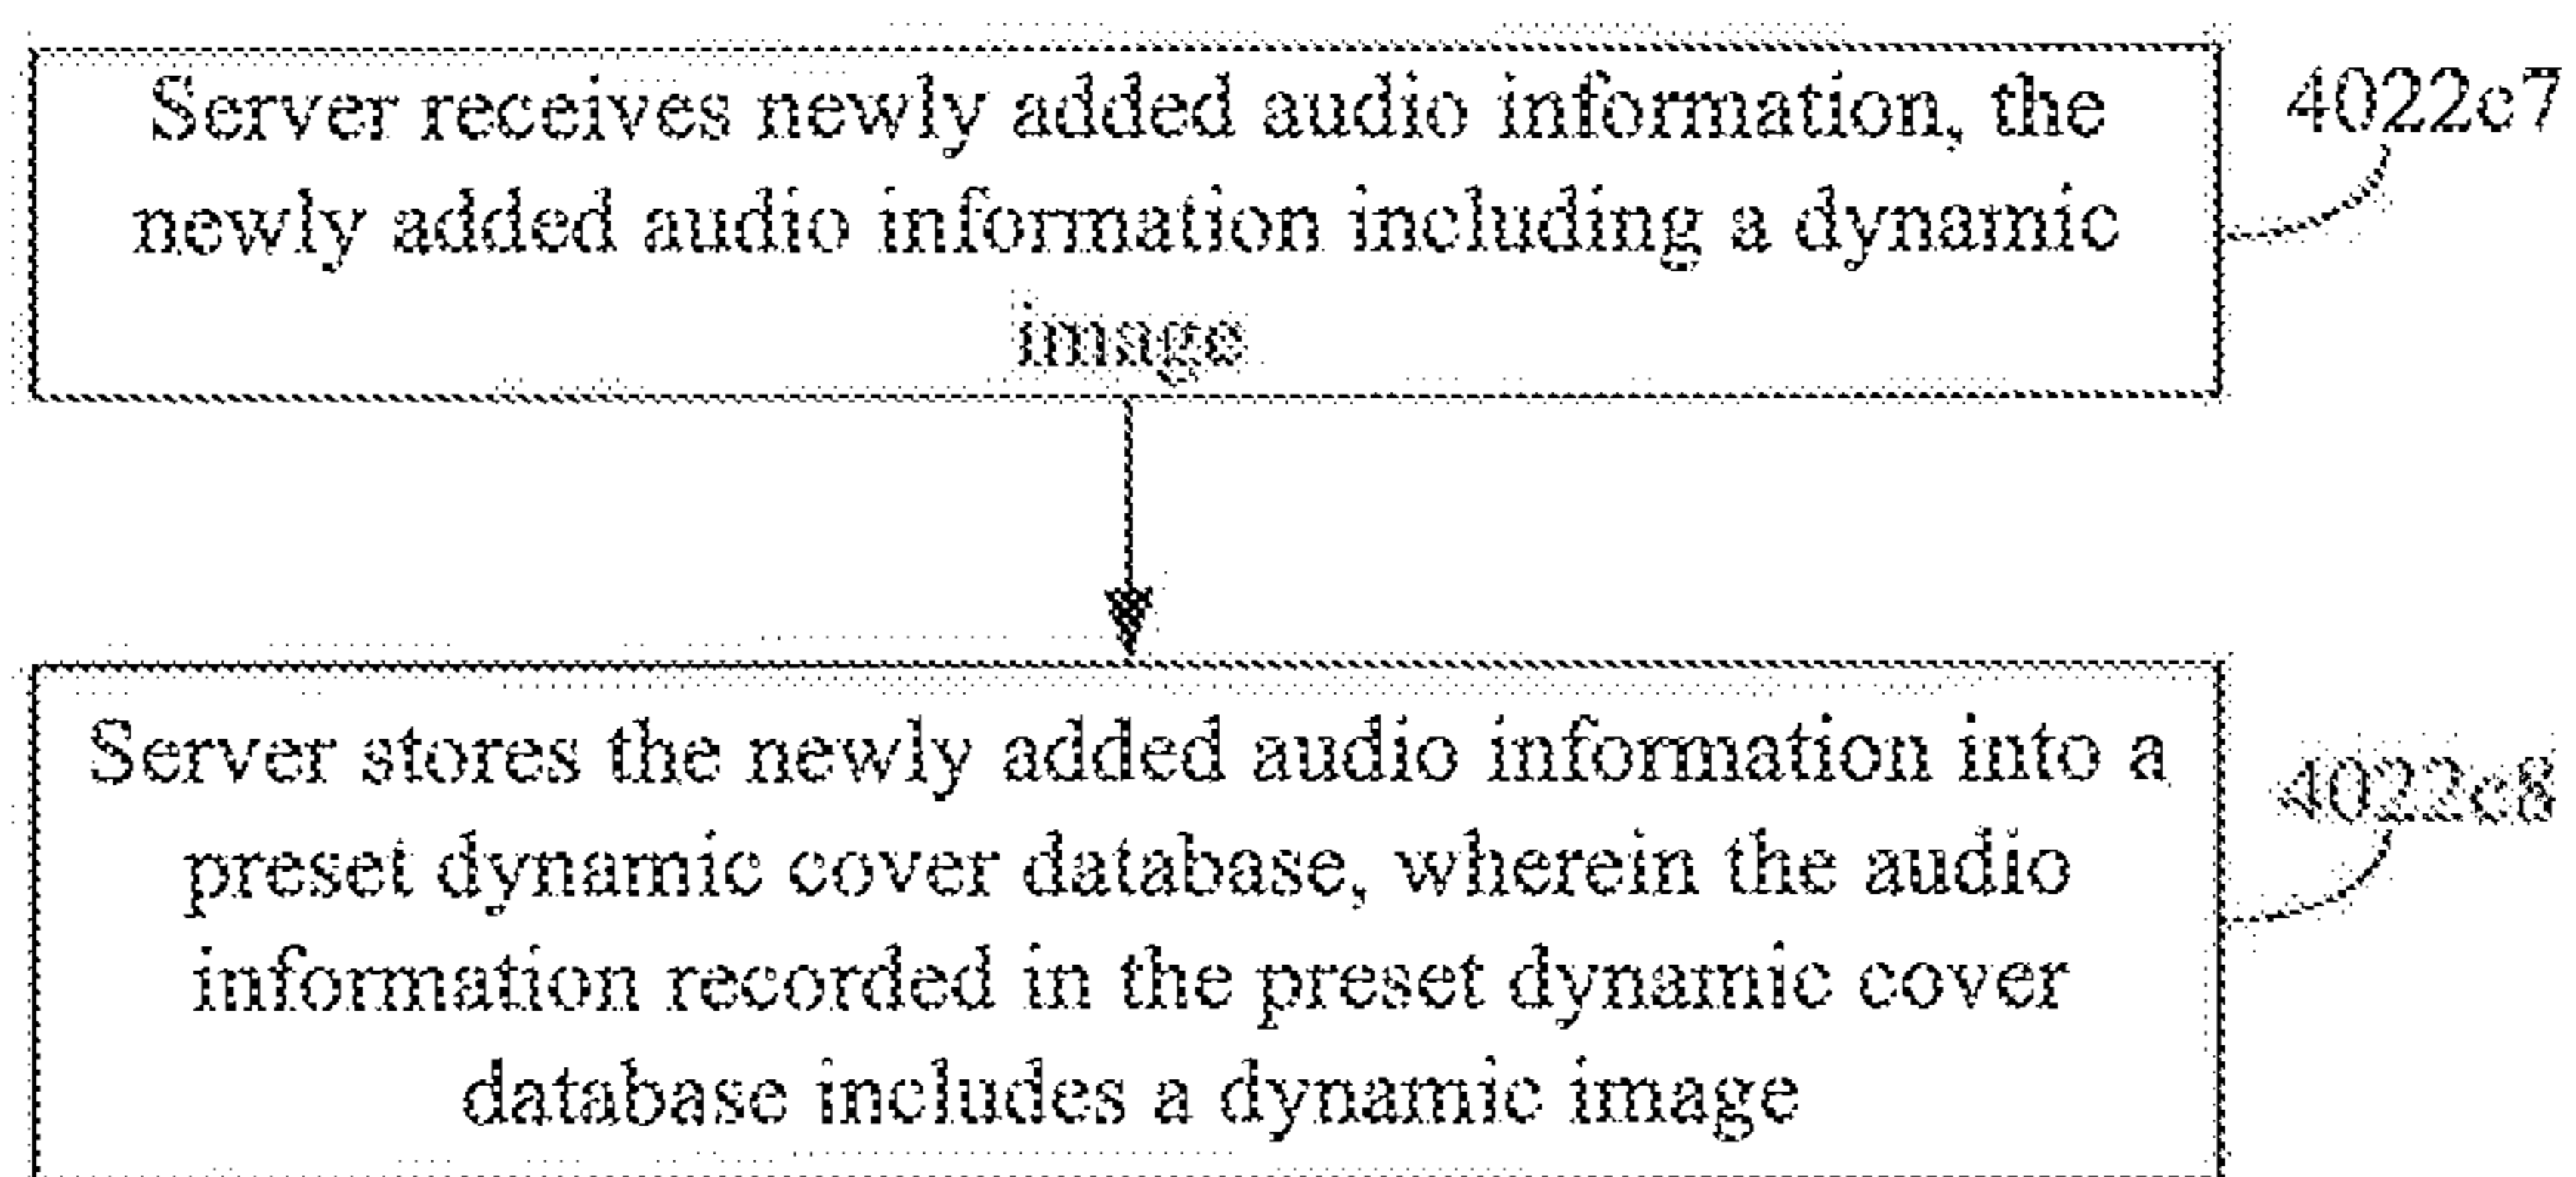 Server receives newly added audio information, the
newly added audio information including a dynamic
image
4022c7
Server stores the newly added audio information into a
preset dynamic cover database, wherein the audio
information recorded in the preset dynamic cover
database includes a dynamic image
4022c8